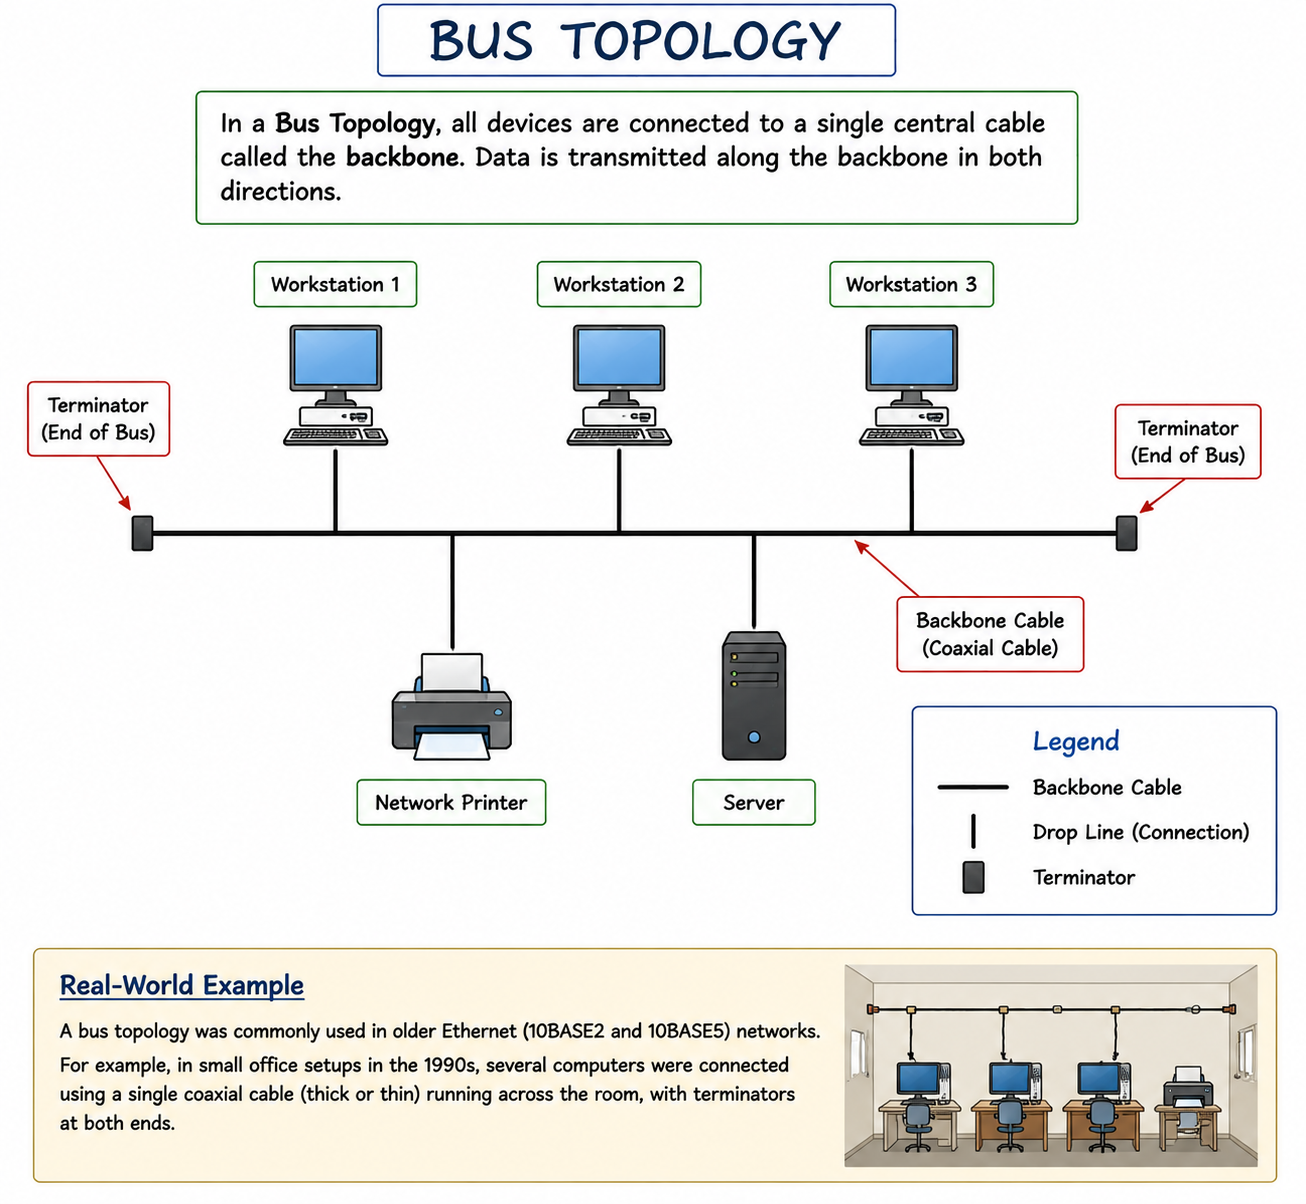 BUS TOPOLOGY
In a Bus Topology, all devices are connected to a single central cable
called the backbone. Data is transmitted along the backbone in both
directions.
Workstation 1
Workstation 2
Workstation 3
Terminator
(End of Bus)
Terminator
(End of Bus)
Backbone Cable
(Coaxial Cable)
Network Printer
Server
Legend
Backbone Cable
Drop Line (Connection)
Terminator
Real-World Example
A bus topology was commonly used in older Ethernet (10BASE2 and 10BASE5) networks.
For example, in small office setups in the 1990s, several computers were connected
using a single coaxial cable (thick or thin) running across the room, with terminators
at both ends.